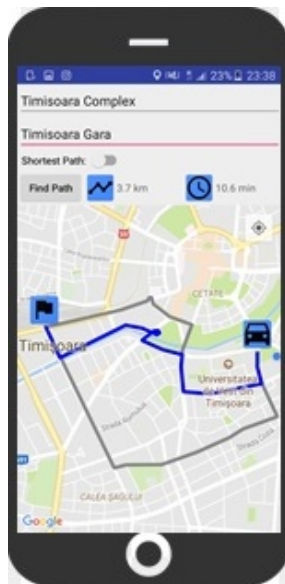 23% 23:38
Timisoara Complex
Timisoara Gara
Shortest Path:
Find Path 3.7 km 10.6 min
CETATE
Timișoara
Universitatea
de Vest din
Timișoara
CALEA ȘAGULUI
Google